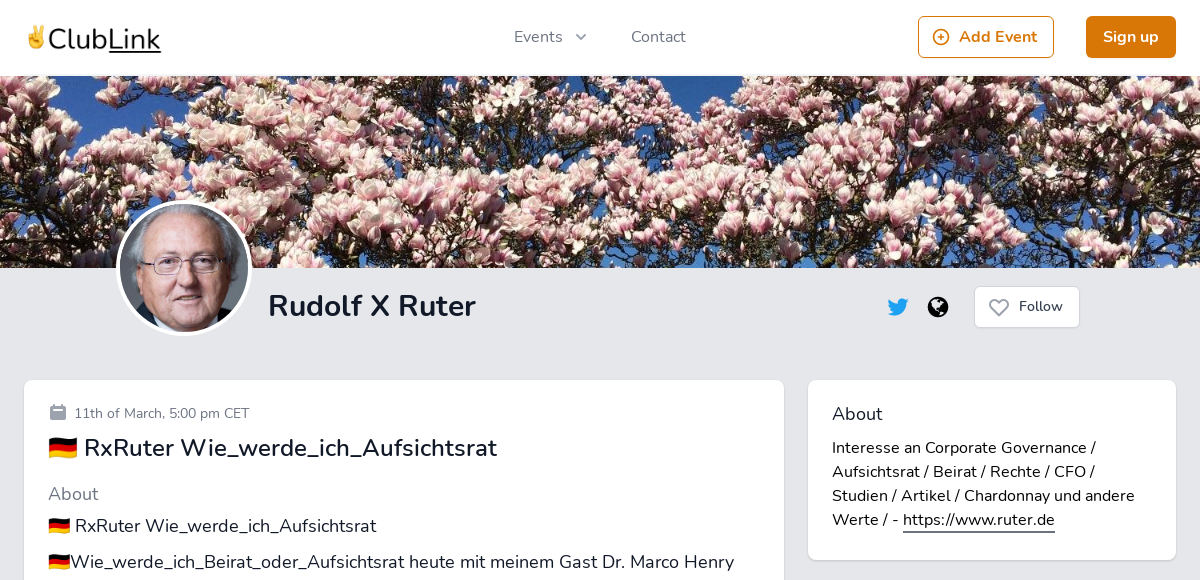 ✌️ClubLink
Events
Contact
Add Event
Sign up
Rudolf X Ruter
Follow
11th of March, 5:00 pm CET
🇩🇪 RxRuter Wie_werde_ich_Aufsichtsrat
About
🇩🇪 RxRuter Wie_werde_ich_Aufsichtsrat
🇩🇪Wie_werde_ich_Beirat_oder_Aufsichtsrat heute mit meinem Gast Dr. Marco Henry
About
Interesse an Corporate Governance /
Aufsichtsrat / Beirat / Rechte / CFO /
Studien / Artikel / Chardonnay und andere
Werte / - https://www.ruter.de